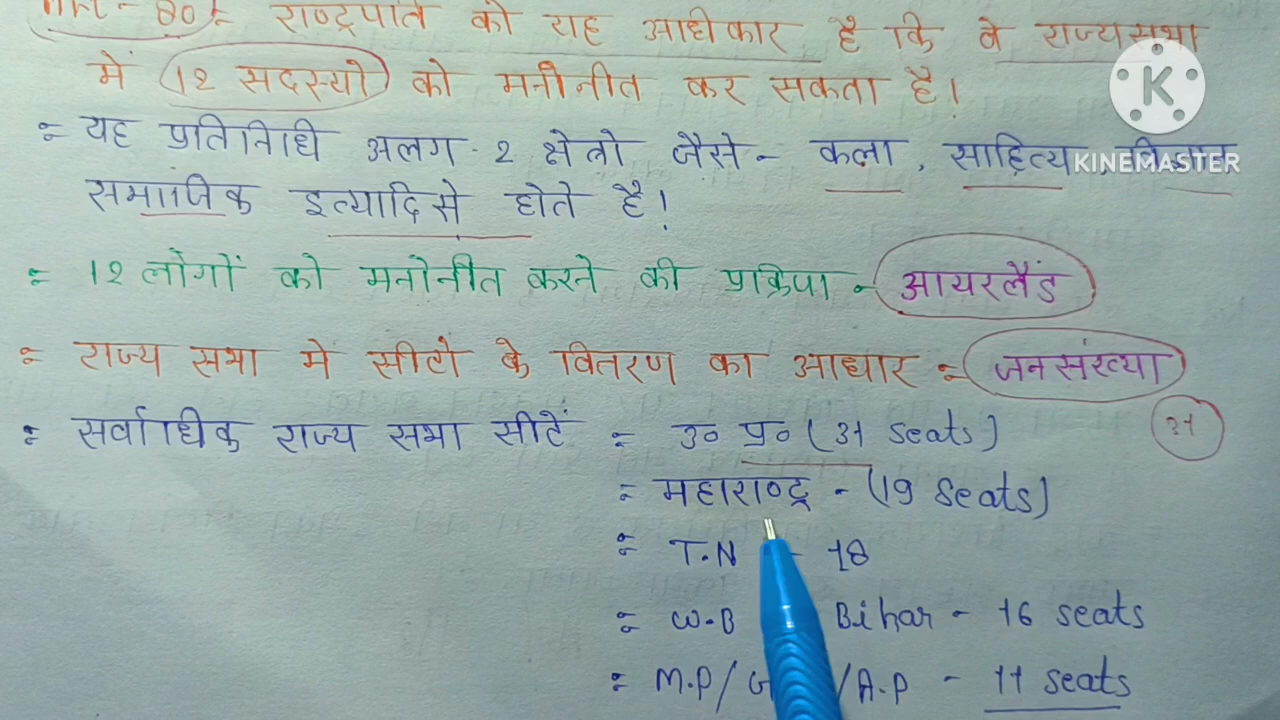 80 :- राष्ट्रपति को यह अधीकार है कि वे राज्यसभा
में 12 सदस्यो को मनोनीत कर सकता है।
= यह प्रतिनिधि अलग-2 क्षेत्रो जैसे - कला, साहित्य, विज्ञान
KINEMASTER
समाजिक इत्यादि से होते है।
= 12 लोगों को मनोनीत करने की प्रक्रिया - आयरलैंड
= राज्य सभा में सीटो के वितरण का आधार = जनसंख्या
= सर्वाधिक राज्य सभा सीटें = उ० प्र० (31 seats) 31
= महाराष्ट्र - (19 seats)
= T.N - 18
= W.B Bihar - 16 seats
= M.P/ /A.P - 11 seats